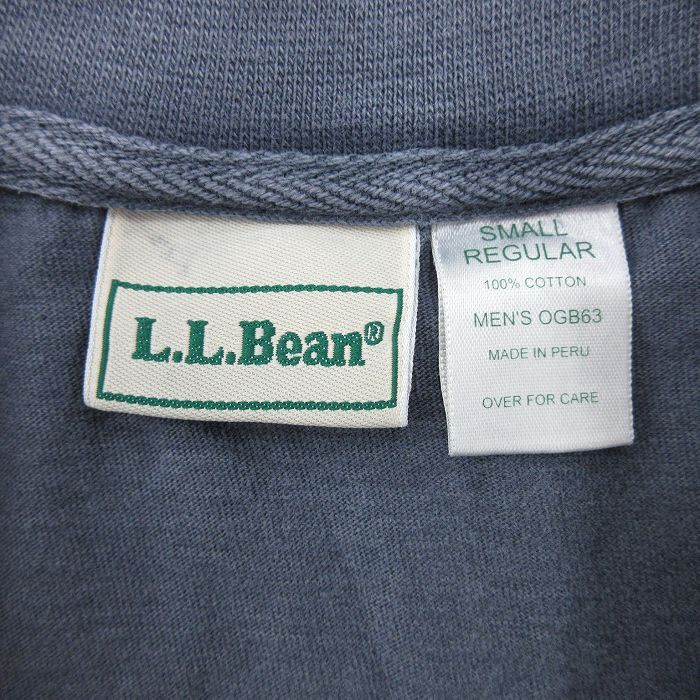 L.L.Bean®
SMALL
REGULAR
100% COTTON
MEN'S OGB63
MADE IN PERU
OVER FOR CARE